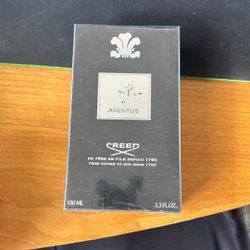 AVENTUS
CREED
DE PÈRE EN FILS DEPUIS 1760
FROM FATHER TO SON SINCE 1760
100 ML 3.3 FL.OZ.